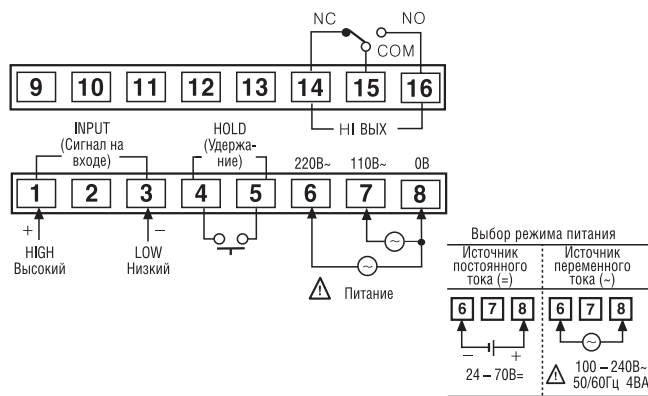 NC NO
COM
9 10 11 12 13 14 15 16
HI ВЫХ
INPUT
(Сигнал на
входе)
HOLD
(Удержа-
ние)
220В~ 110В~ 0В
1 2 3 4 5 6 7 8
+ −
HIGH
Высокий
LOW
Низкий
~
~
⚠ Питание
Выбор режима питания
Источник
постоянного
тока (=)
6 7 8
− +
24 – 70В=
Источник
переменного
тока (~)
6 7 8
~
⚠ 100 – 240В~
50/60Гц 4ВА